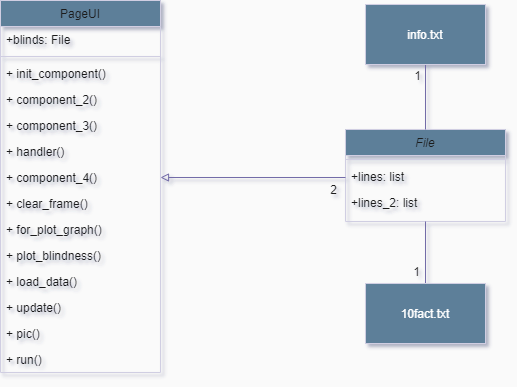 PageUI
+blinds: File
+ init_component()
+ component_2()
+ component_3()
+ handler()
+ component_4()
+ clear_frame()
+ for_plot_graph()
+ plot_blindness()
+ load_data()
+ update()
+ pic()
+ run()
info.txt
1
File
+lines: list
+lines_2: list
2
1
10fact.txt